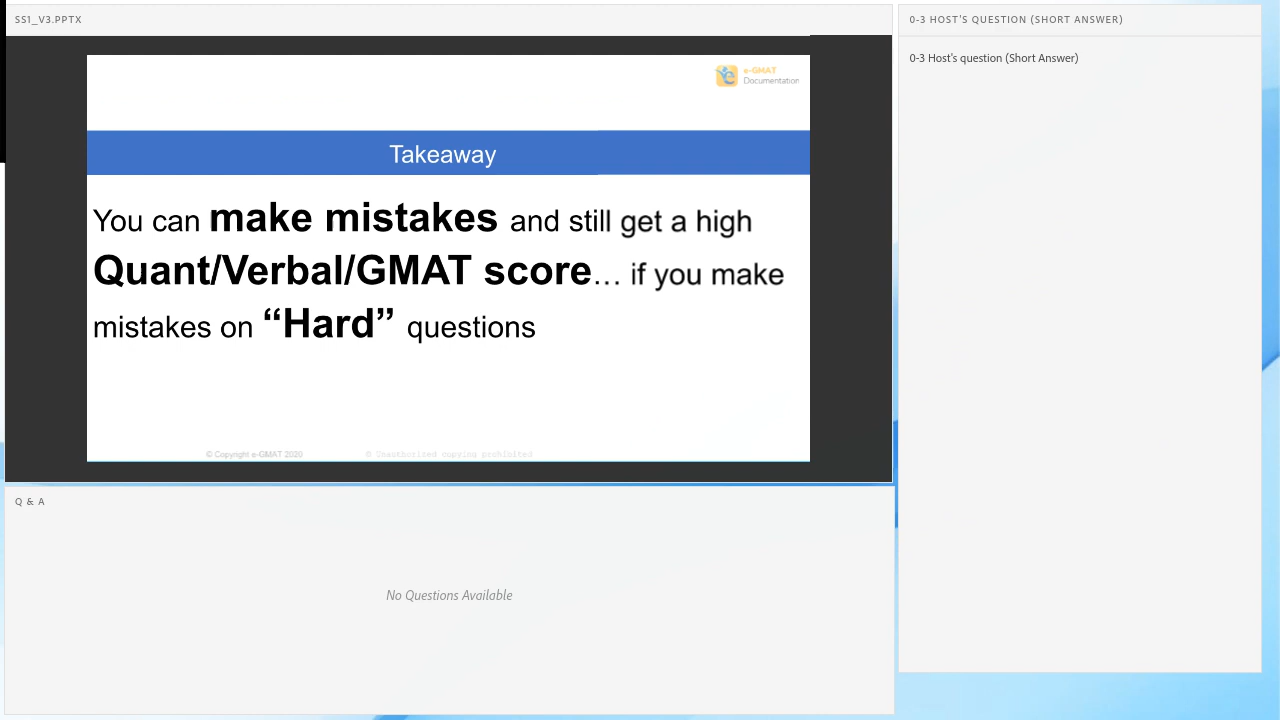 SS1_V3.PPTX
e-GMAT
Documentation
Takeaway
You can make mistakes and still get a high
Quant/Verbal/GMAT score… if you make
mistakes on “Hard” questions
© Copyright e-GMAT 2020
© Unauthorized copying prohibited
Q & A
No Questions Available
0-3 HOST'S QUESTION (SHORT ANSWER)
0-3 Host's question (Short Answer)